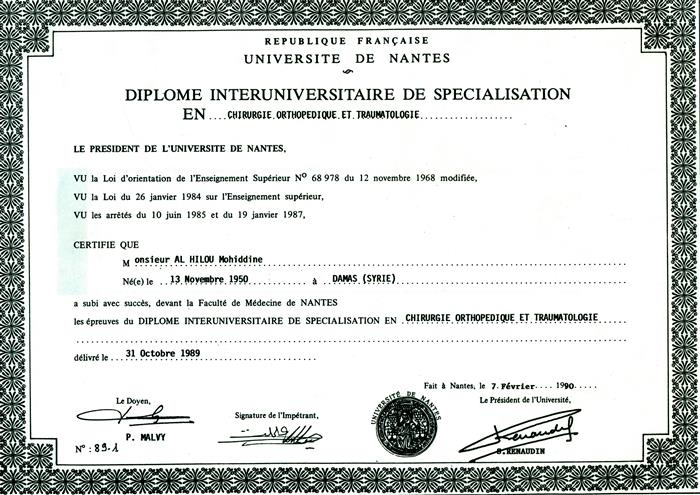 REPUBLIQUE FRANÇAISE
UNIVERSITE DE NANTES
DIPLOME INTERUNIVERSITAIRE DE SPECIALISATION
EN....CHIRURGIE.ORTHOPEDIQUE.ET.TRAUMATOLOGIE..................
LE PRESIDENT DE L'UNIVERSITE DE NANTES,
VU la Loi d'orientation de l'Enseignement Supérieur Nº 68 978 du 12 novembre 1968 modifiée,
VU la Loi du 26 janvier 1984 sur l'Enseignement supérieur,
VU les arrêtés du 10 juin 1985 et du 19 janvier 1987,
CERTIFIE QUE
M onsieur AL HILOU Mohiddine
Né(e) le ..13 Novembre 1950.......... à ...DAMAS (SYRIE)
a subi avec succès, devant la Faculté de Médecine de NANTES
les épreuves du DIPLOME INTERUNIVERSITAIRE DE SPECIALISATION EN .CHIRURGIE ORTHOPEDIQUE ET TRAUMATOLOGIE
délivré le ...31 Octobre 1989
Fait à Nantes, le 7.Février.... 1990.....
Le Doyen,
Signature de l'Impétrant,
UNIVERSITÉ DE NANTES
Le Président de l'Université,
P. MALVY
Renaudin
S.RENAUDIN
Nº : 89.1